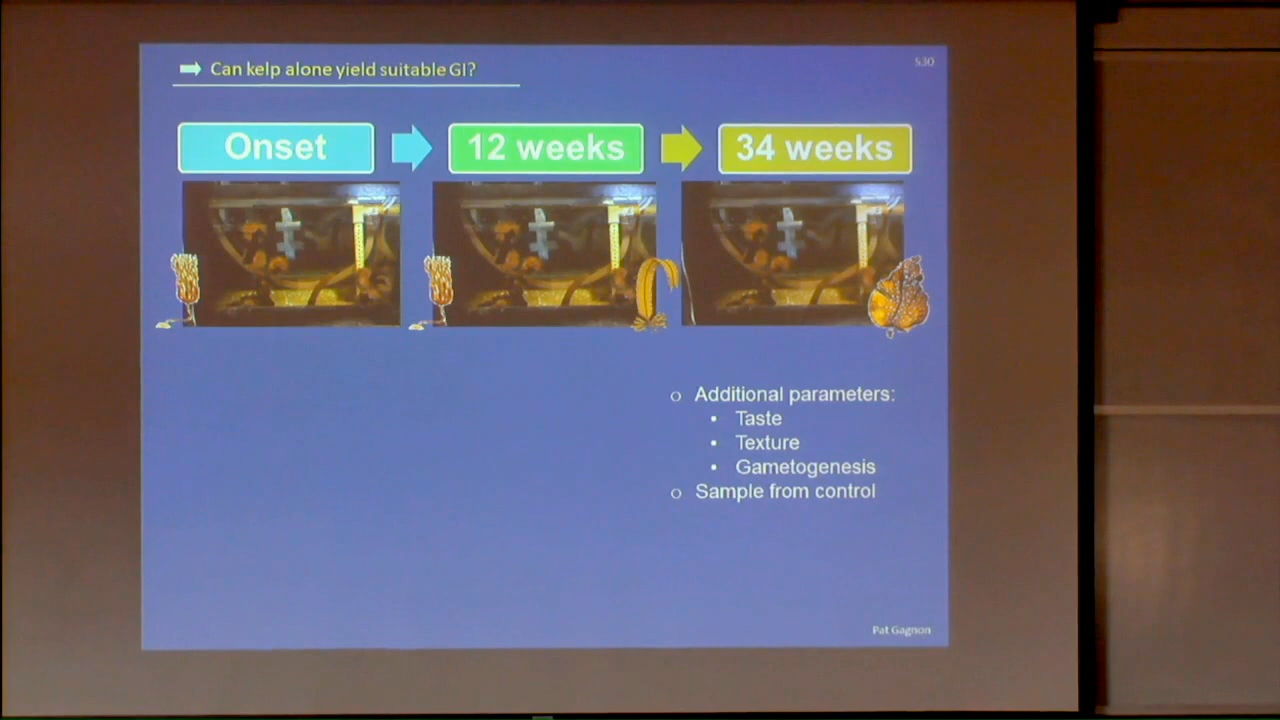 Can kelp alone yield suitable GI?
S30
Onset
12 weeks
34 weeks
o Additional parameters:
• Taste
• Texture
• Gametogenesis
o Sample from control
Pat Gagnon